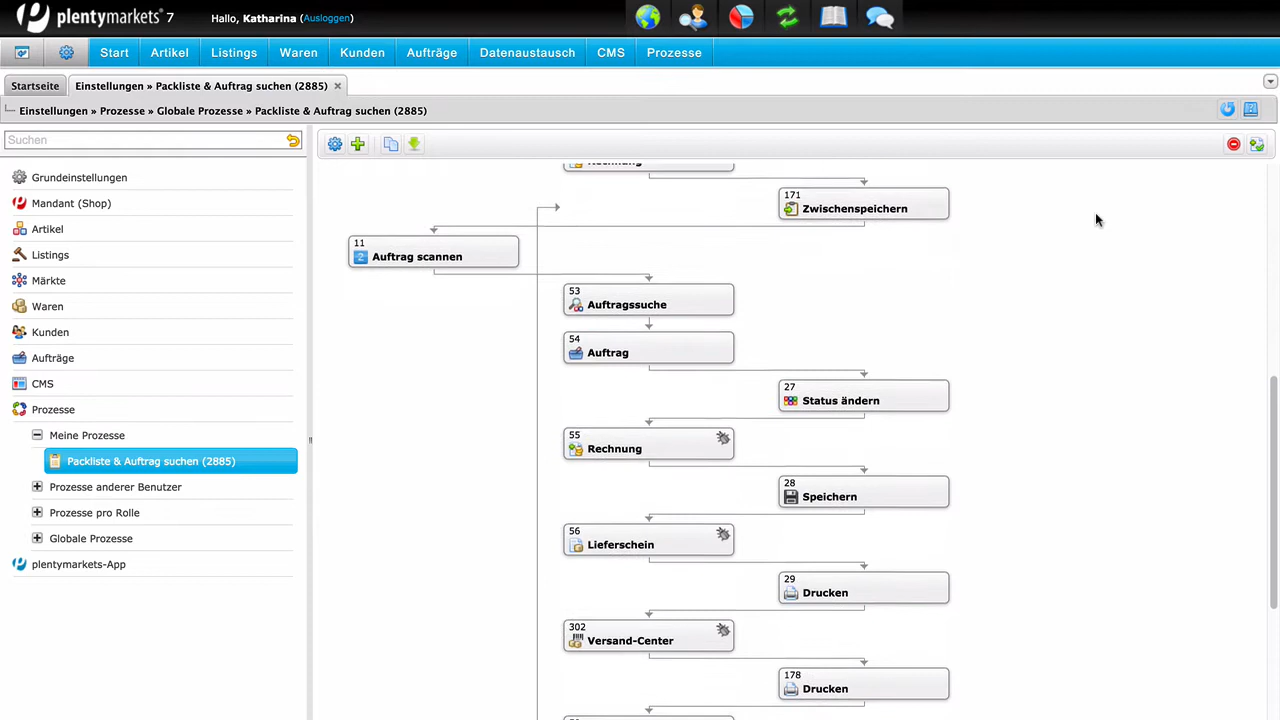 plentymarkets 7
Hallo, Katharina (Ausloggen)
Start Artikel Listings Waren Kunden Aufträge Datenaustausch CMS Prozesse
Startseite Einstellungen » Packliste & Auftrag suchen (2885)
Einstellungen » Prozesse » Globale Prozesse » Packliste & Auftrag suchen (2885)
Suchen
Grundeinstellungen
Mandant (Shop)
Artikel
Listings
Märkte
Waren
Kunden
Aufträge
CMS
Prozesse
Meine Prozesse
Packliste & Auftrag suchen (2885)
Prozesse anderer Benutzer
Prozesse pro Rolle
Globale Prozesse
plentymarkets-App
Rechnung
171
Zwischenspeichern
11
Auftrag scannen
53
Auftragssuche
54
Auftrag
27
Status ändern
55
Rechnung
28
Speichern
56
Lieferschein
29
Drucken
302
Versand-Center
178
Drucken